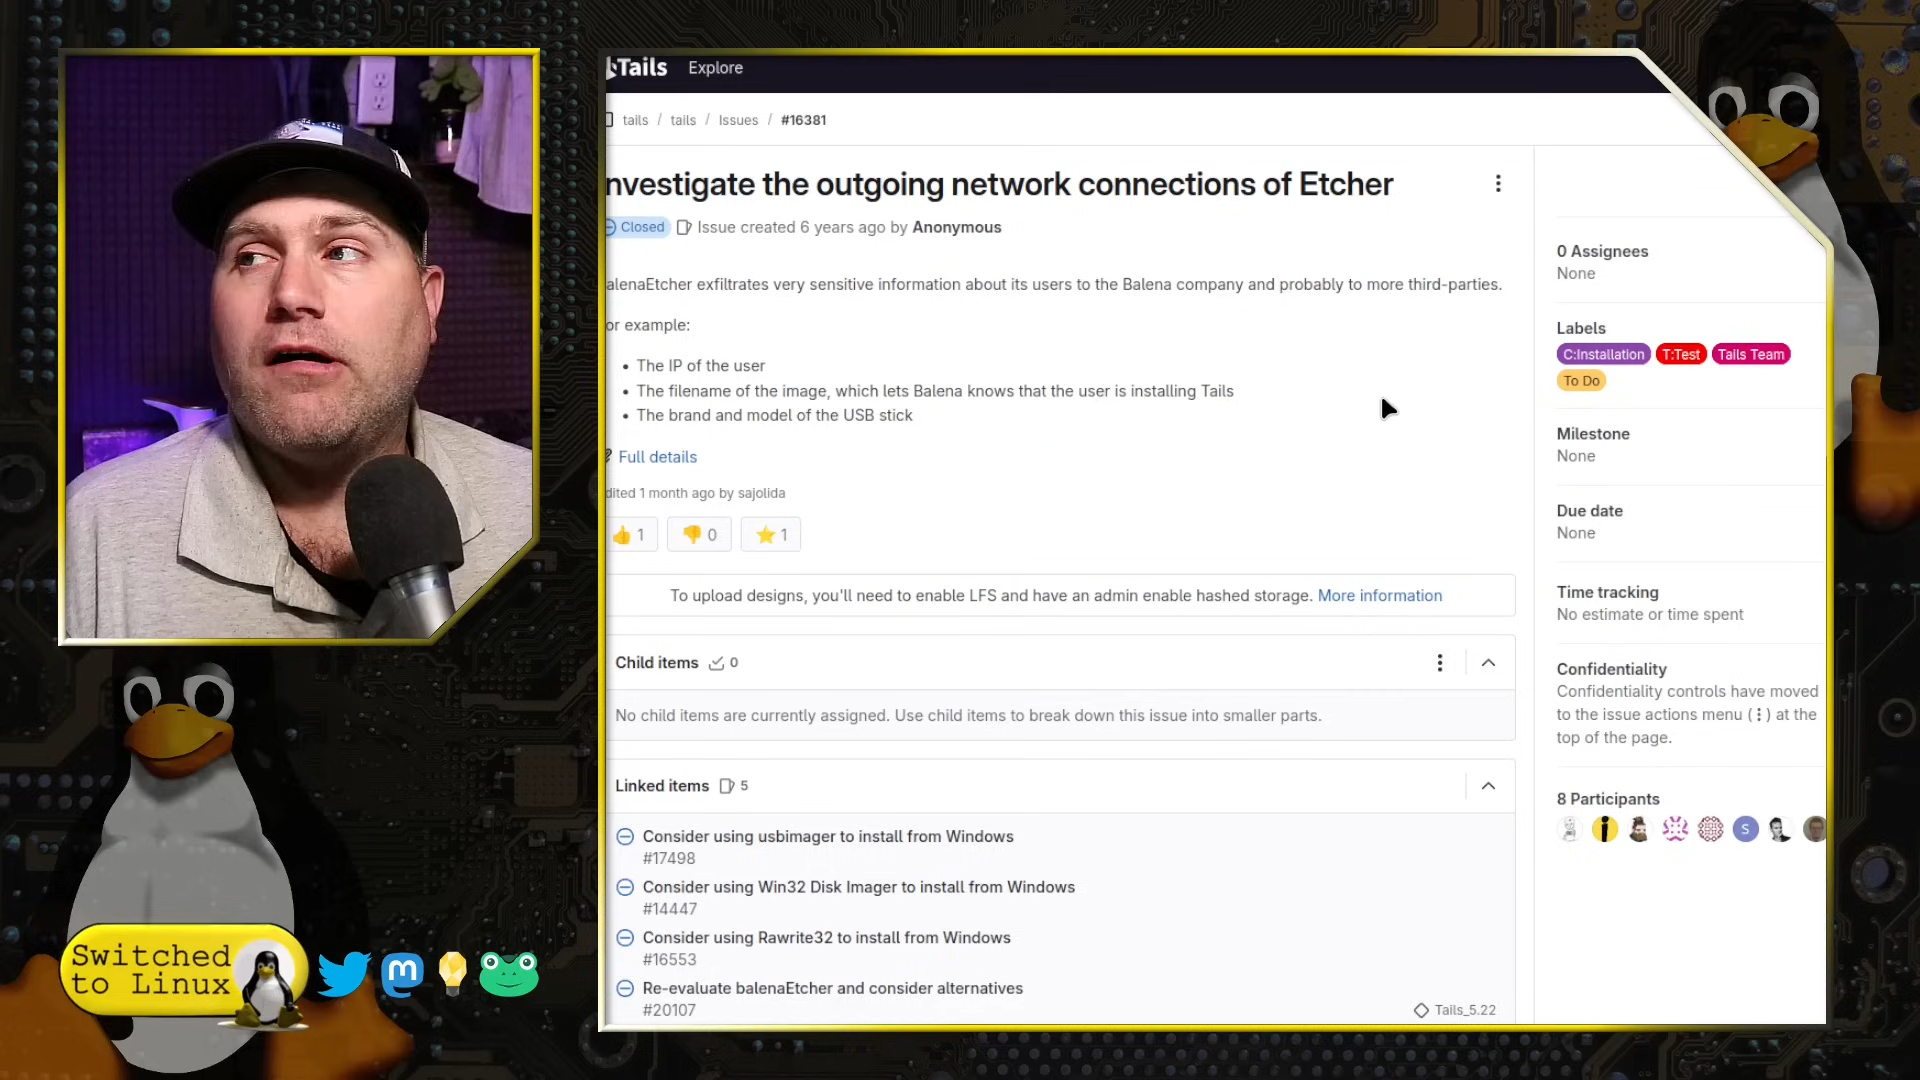 Tails Explore
tails / tails / Issues / #16381
nvestigate the outgoing network connections of Etcher
Closed Issue created 6 years ago by Anonymous
alenaEtcher exfiltrates very sensitive information about its users to the Balena company and probably to more third-parties.
or example:
• The IP of the user
• The filename of the image, which lets Balena knows that the user is installing Tails
• The brand and model of the USB stick
Full details
dited 1 month ago by sajolida
1 0 1
To upload designs, you'll need to enable LFS and have an admin enable hashed storage. More information
Child items 0
No child items are currently assigned. Use child items to break down this issue into smaller parts.
Linked items 5
Consider using usbimager to install from Windows
#17498
Consider using Win32 Disk Imager to install from Windows
#14447
Consider using Rawrite32 to install from Windows
#16553
Re-evaluate balenaEtcher and consider alternatives
#20107 Tails_5.22
0 Assignees
None
Labels
C:Installation T:Test Tails Team
To Do
Milestone
None
Due date
None
Time tracking
No estimate or time spent
Confidentiality
Confidentiality controls have moved
to the issue actions menu (⋮) at the
top of the page.
8 Participants
S
Switched
to Linux
m